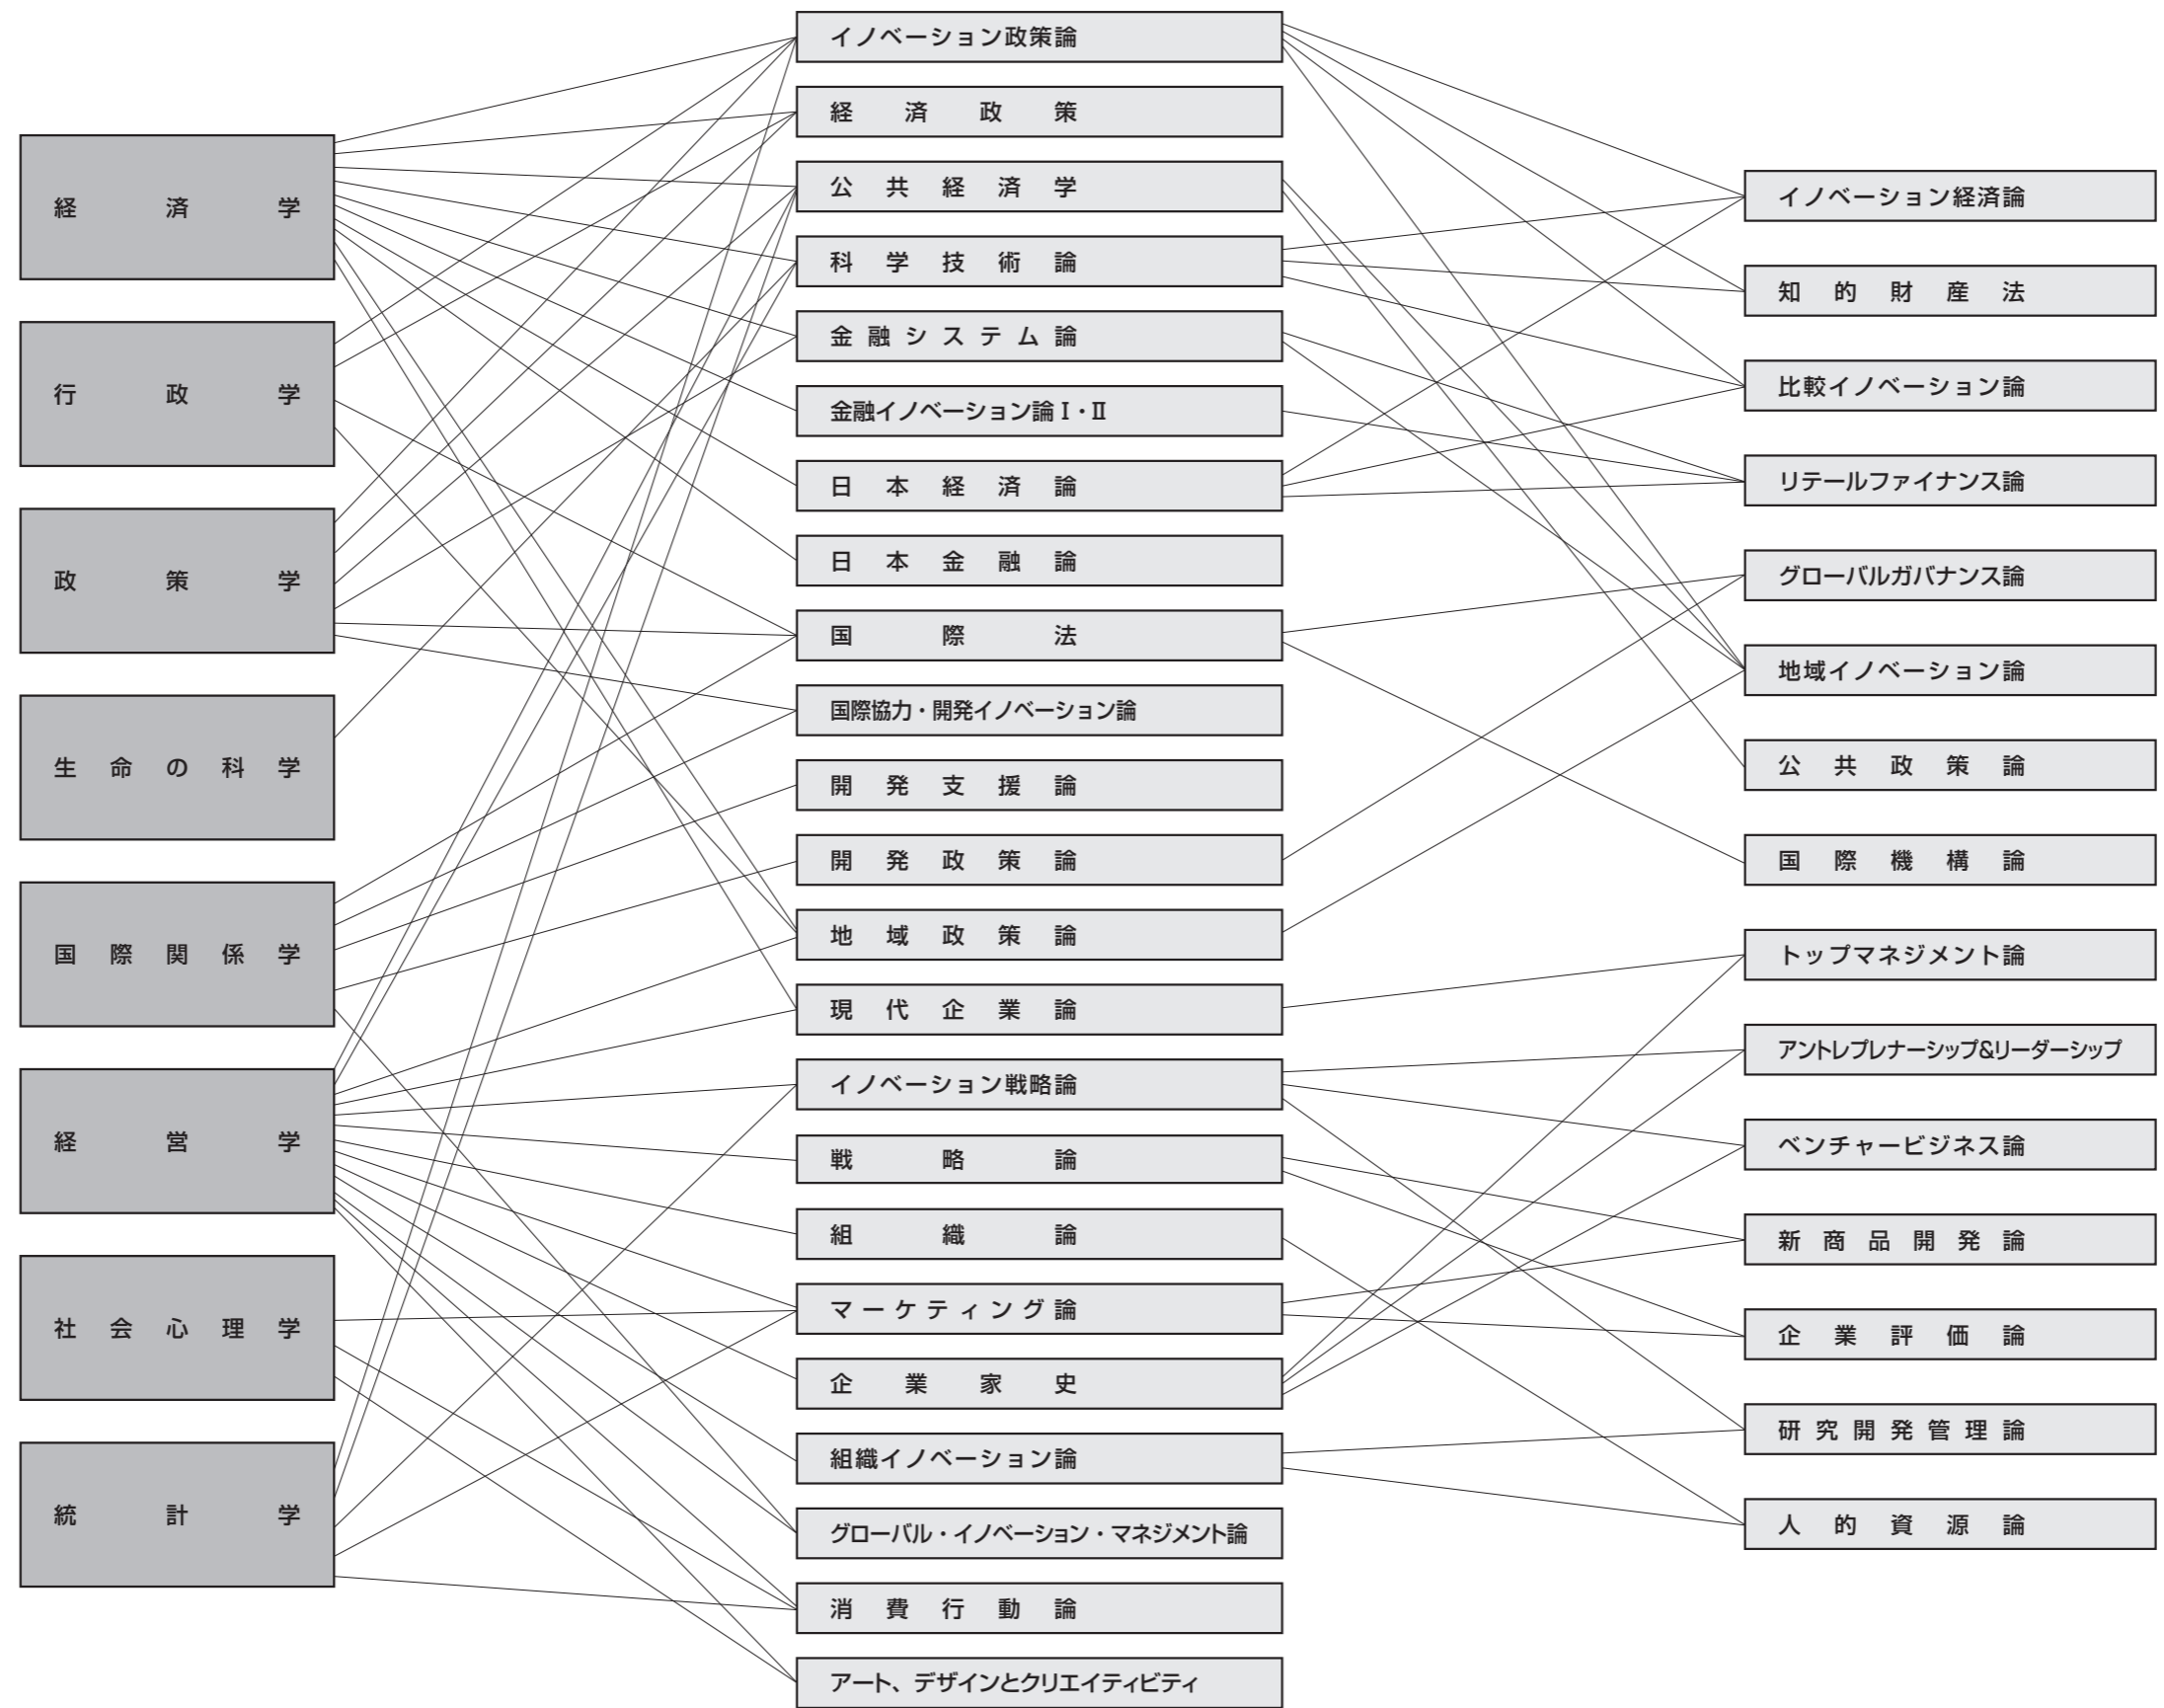 経済学
行政学
政策学
生命の科学
国際関係学
経営学
社会心理学
統計学
イノベーション政策論
経済政策
公共経済学
科学技術論
金融システム論
金融イノベーション論Ⅰ・Ⅱ
日本経済論
日本金融論
国際法
国際協力・開発イノベーション論
開発支援論
開発政策論
地域政策論
現代企業論
イノベーション戦略論
戦略論
組織論
マーケティング論
企業家史
組織イノベーション論
グローバル・イノベーション・マネジメント論
消費行動論
アート、デザインとクリエイティビティ
イノベーション経済論
知的財産法
比較イノベーション論
リテールファイナンス論
グローバルガバナンス論
地域イノベーション論
公共政策論
国際機構論
トップマネジメント論
アントレプレナーシップ&リーダーシップ
ベンチャービジネス論
新商品開発論
企業評価論
研究開発管理論
人的資源論